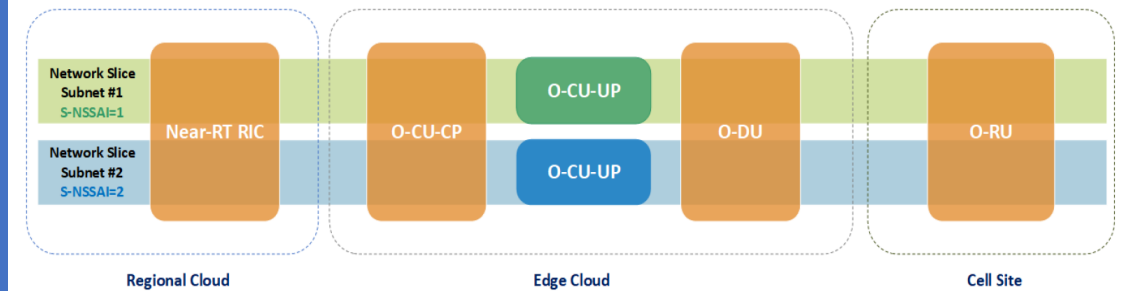 Network Slice
Subnet #1
S-NSSAI=1
Near-RT RIC
O-CU-CP
O-CU-UP
O-DU
O-RU
Network Slice
Subnet #2
S-NSSAI=2
O-CU-UP
Regional Cloud
Edge Cloud
Cell Site